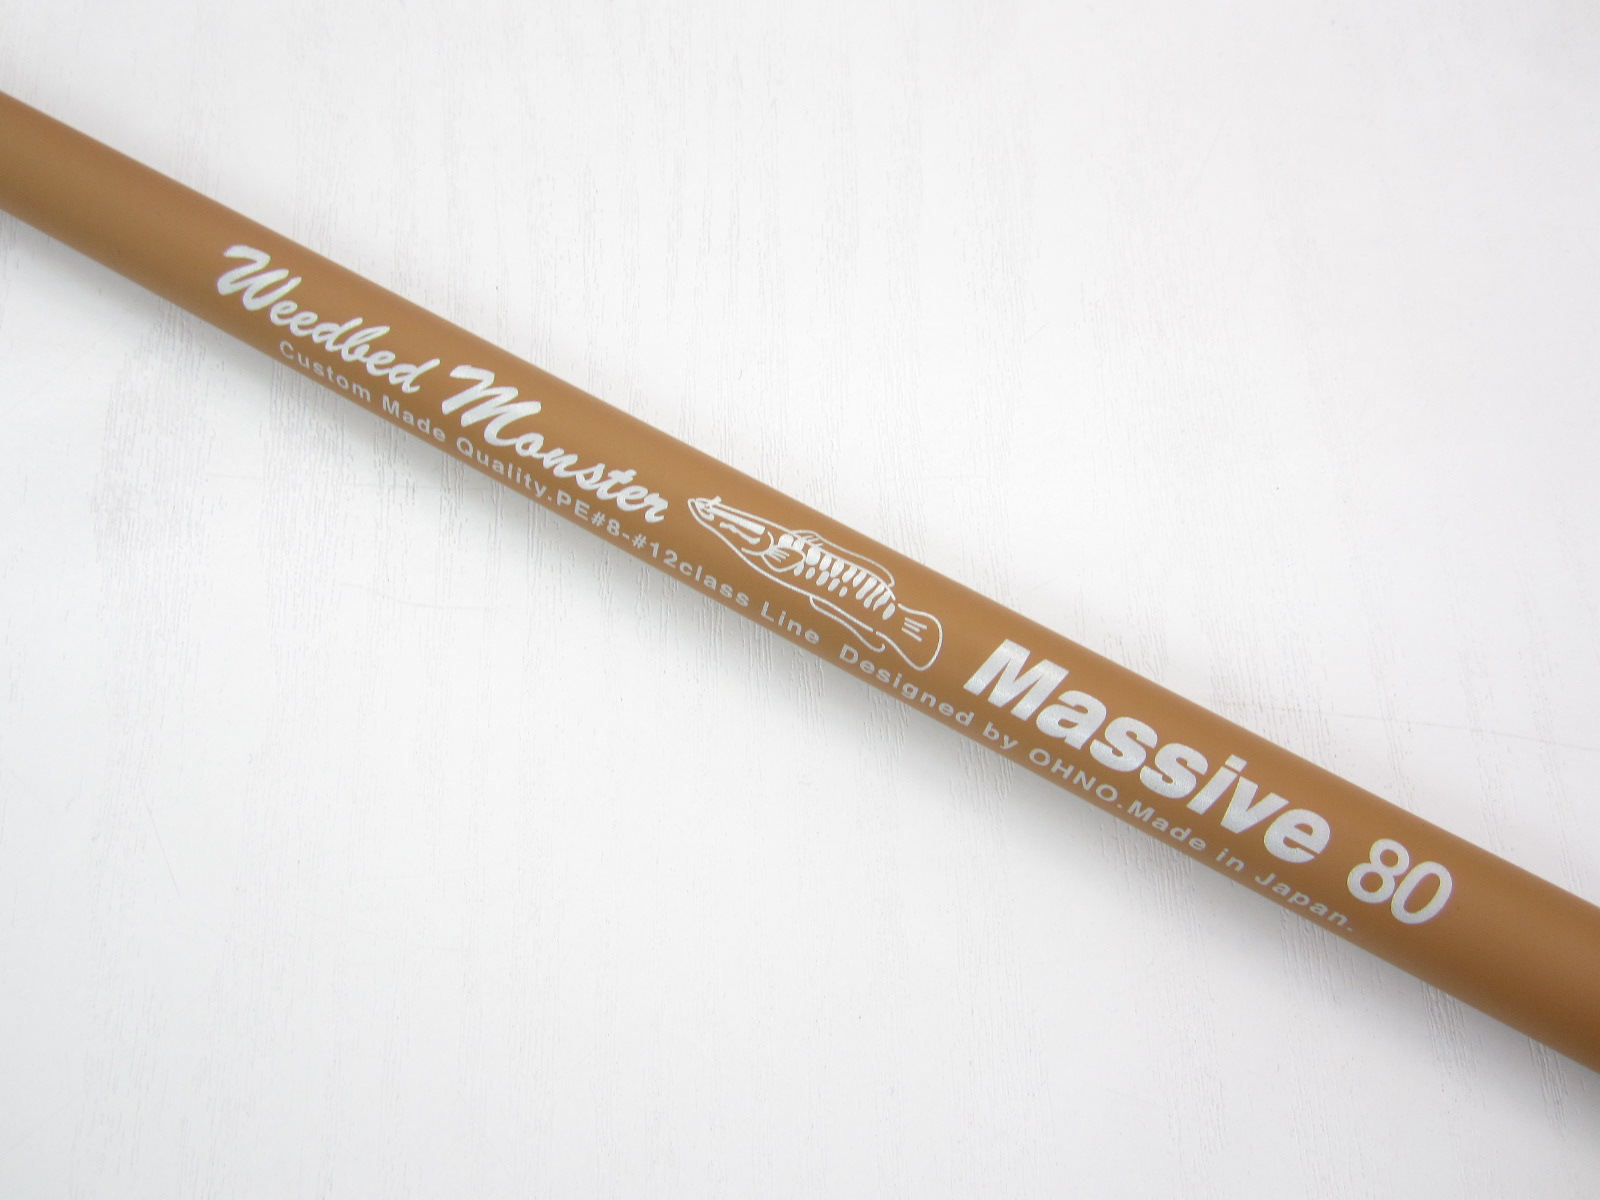 Weedbed Monster Massive 80
Custom Made Quality.PE#8-#12class Line Designed by OHNO.Made in Japan.